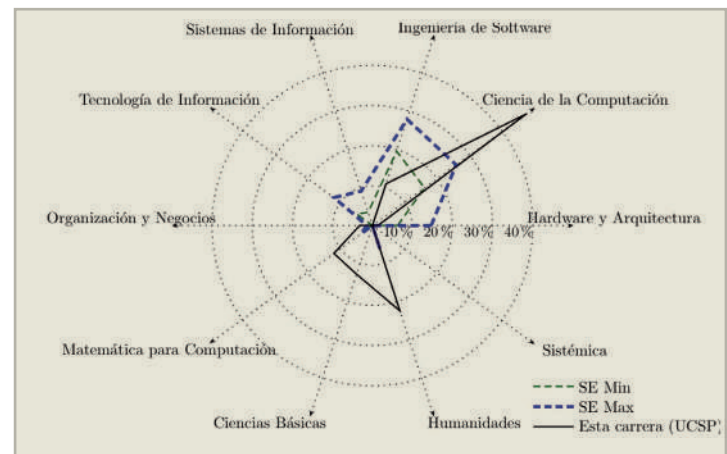 Sistemas de Información
Ingeniería de Software
Tecnología de Información
Ciencia de la Computación
Organización y Negocios
10% 20% 30% 40%
Hardware y Arquitectura
Matemática para Computación
Sistémica
SE Min
SE Max
Esta carrera (UCSP)
Ciencias Básicas
Humanidades